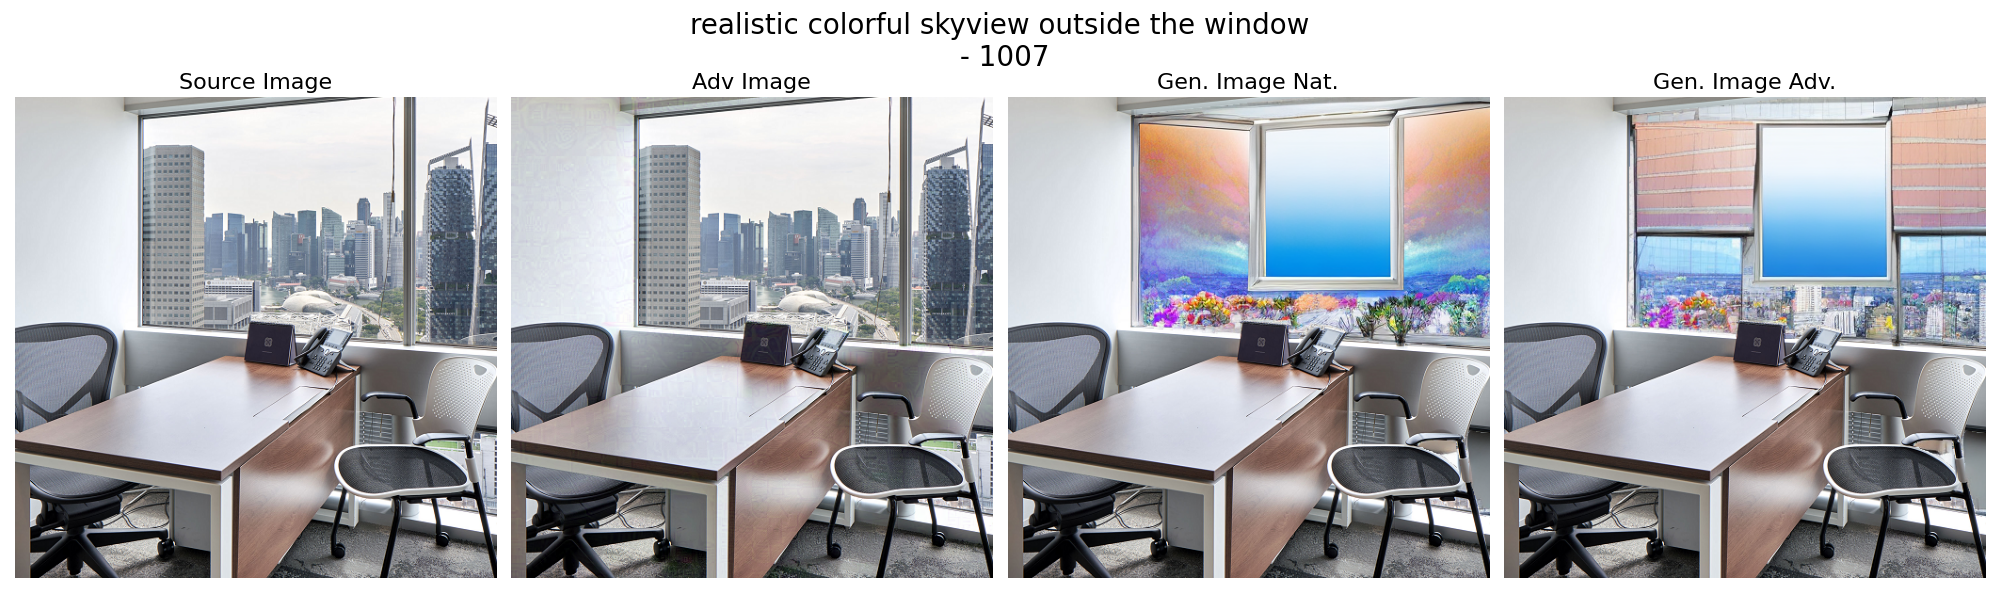 realistic colorful skyview outside the window
- 1007
Source Image
Adv Image
Gen. Image Nat.
Gen. Image Adv.